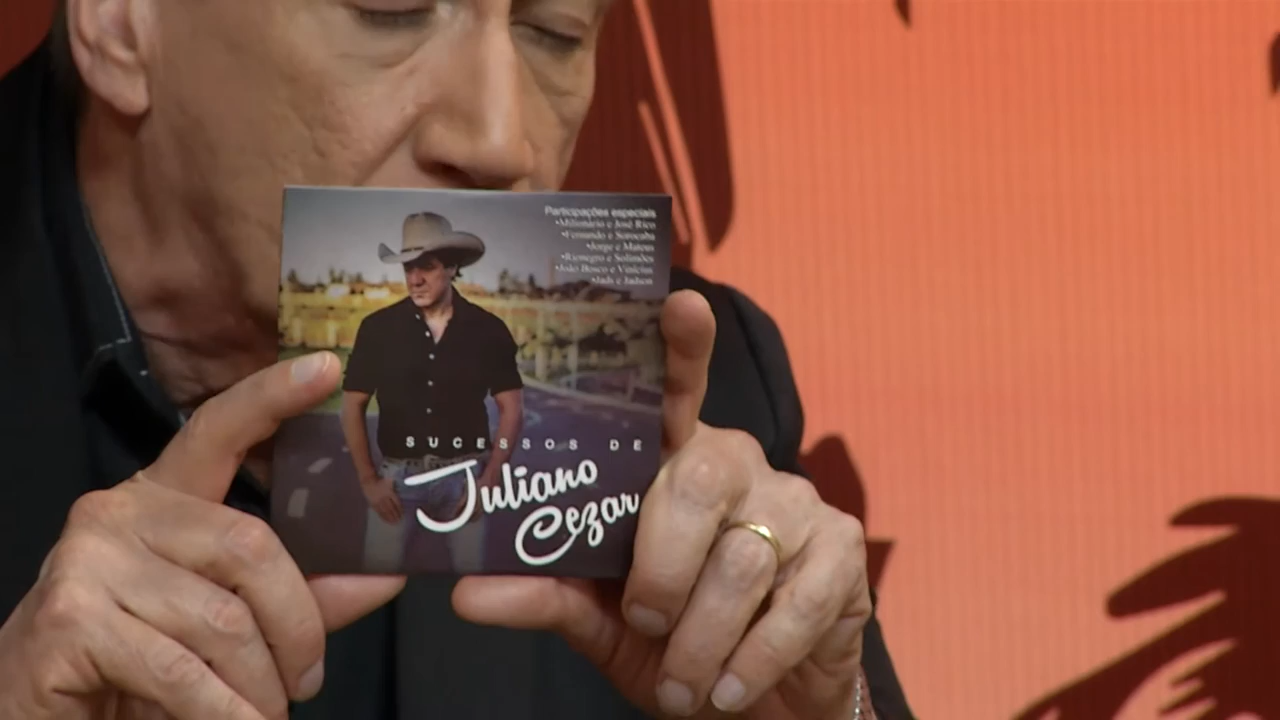 Participações especiais
•Milionário e José Rico
•Fernando e Sorocaba
•Jorge e Mateus
•Rionegro e Solimões
•João Bosco e Vinícius
•Jads e Jadson
SUCESSOS DE
Juliano
Cezar